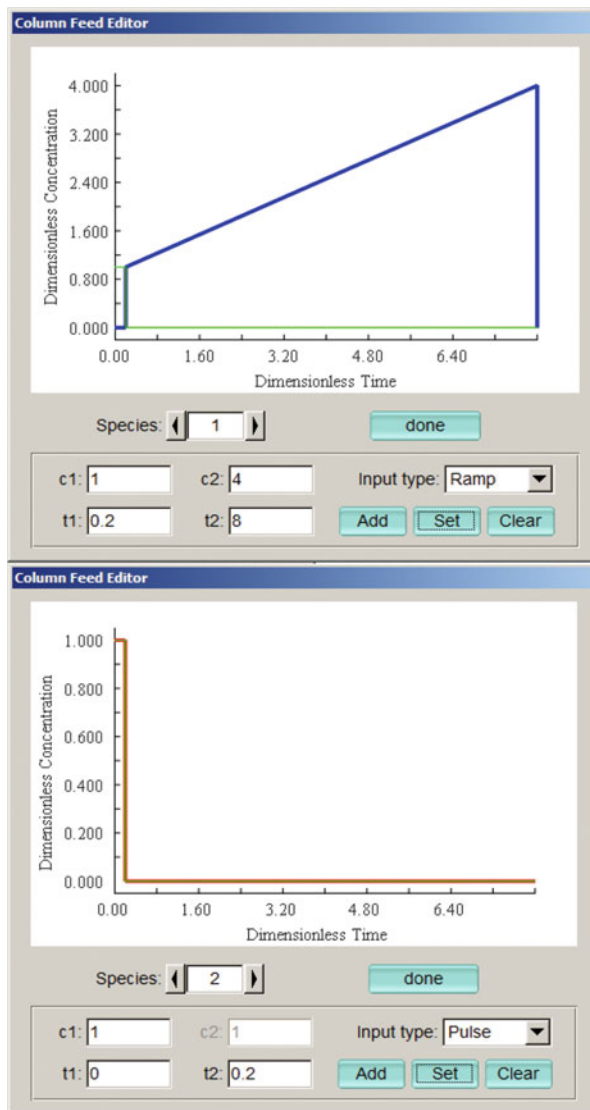 Column Feed Editor
4.000
3.200
2.400
1.600
0.800
0.000
Dimensionless Concentration
0.00 1.60 3.20 4.80 6.40
Dimensionless Time
Species: 1 done
c1: 1 c2: 4 Input type: Ramp
t1: 0.2 t2: 8 Add Set Clear
Column Feed Editor
1.000
0.800
0.600
0.400
0.200
0.000
Dimensionless Concentration
0.00 1.60 3.20 4.80 6.40
Dimensionless Time
Species: 2 done
c1: 1 c2: 1 Input type: Pulse
t1: 0 t2: 0.2 Add Set Clear